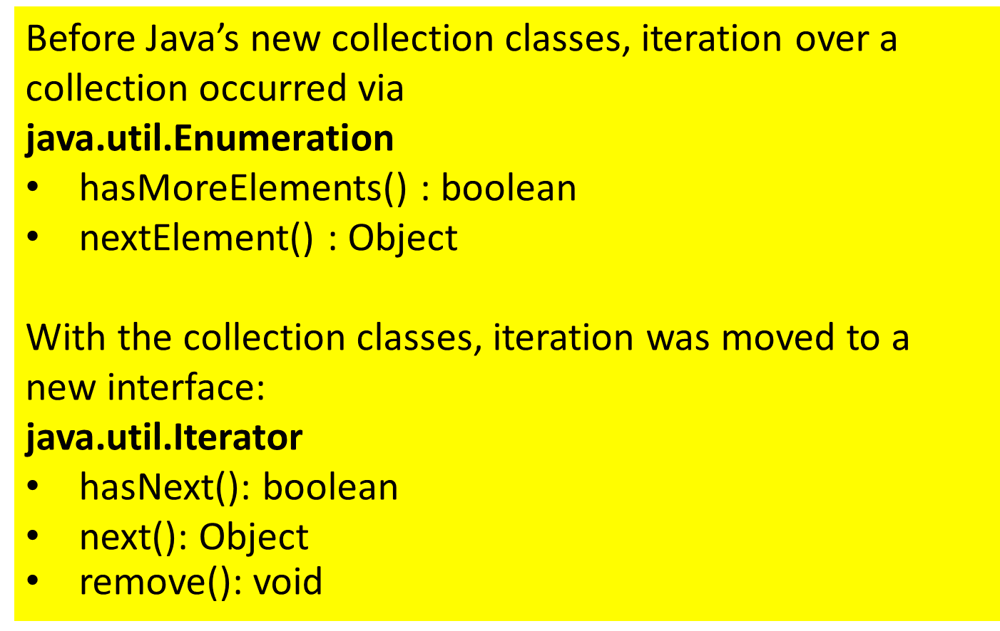 Before Java’s new collection classes, iteration over a
collection occurred via
java.util.Enumeration
• hasMoreElements() : boolean
• nextElement() : Object
With the collection classes, iteration was moved to a
new interface:
java.util.Iterator
• hasNext(): boolean
• next(): Object
• remove(): void